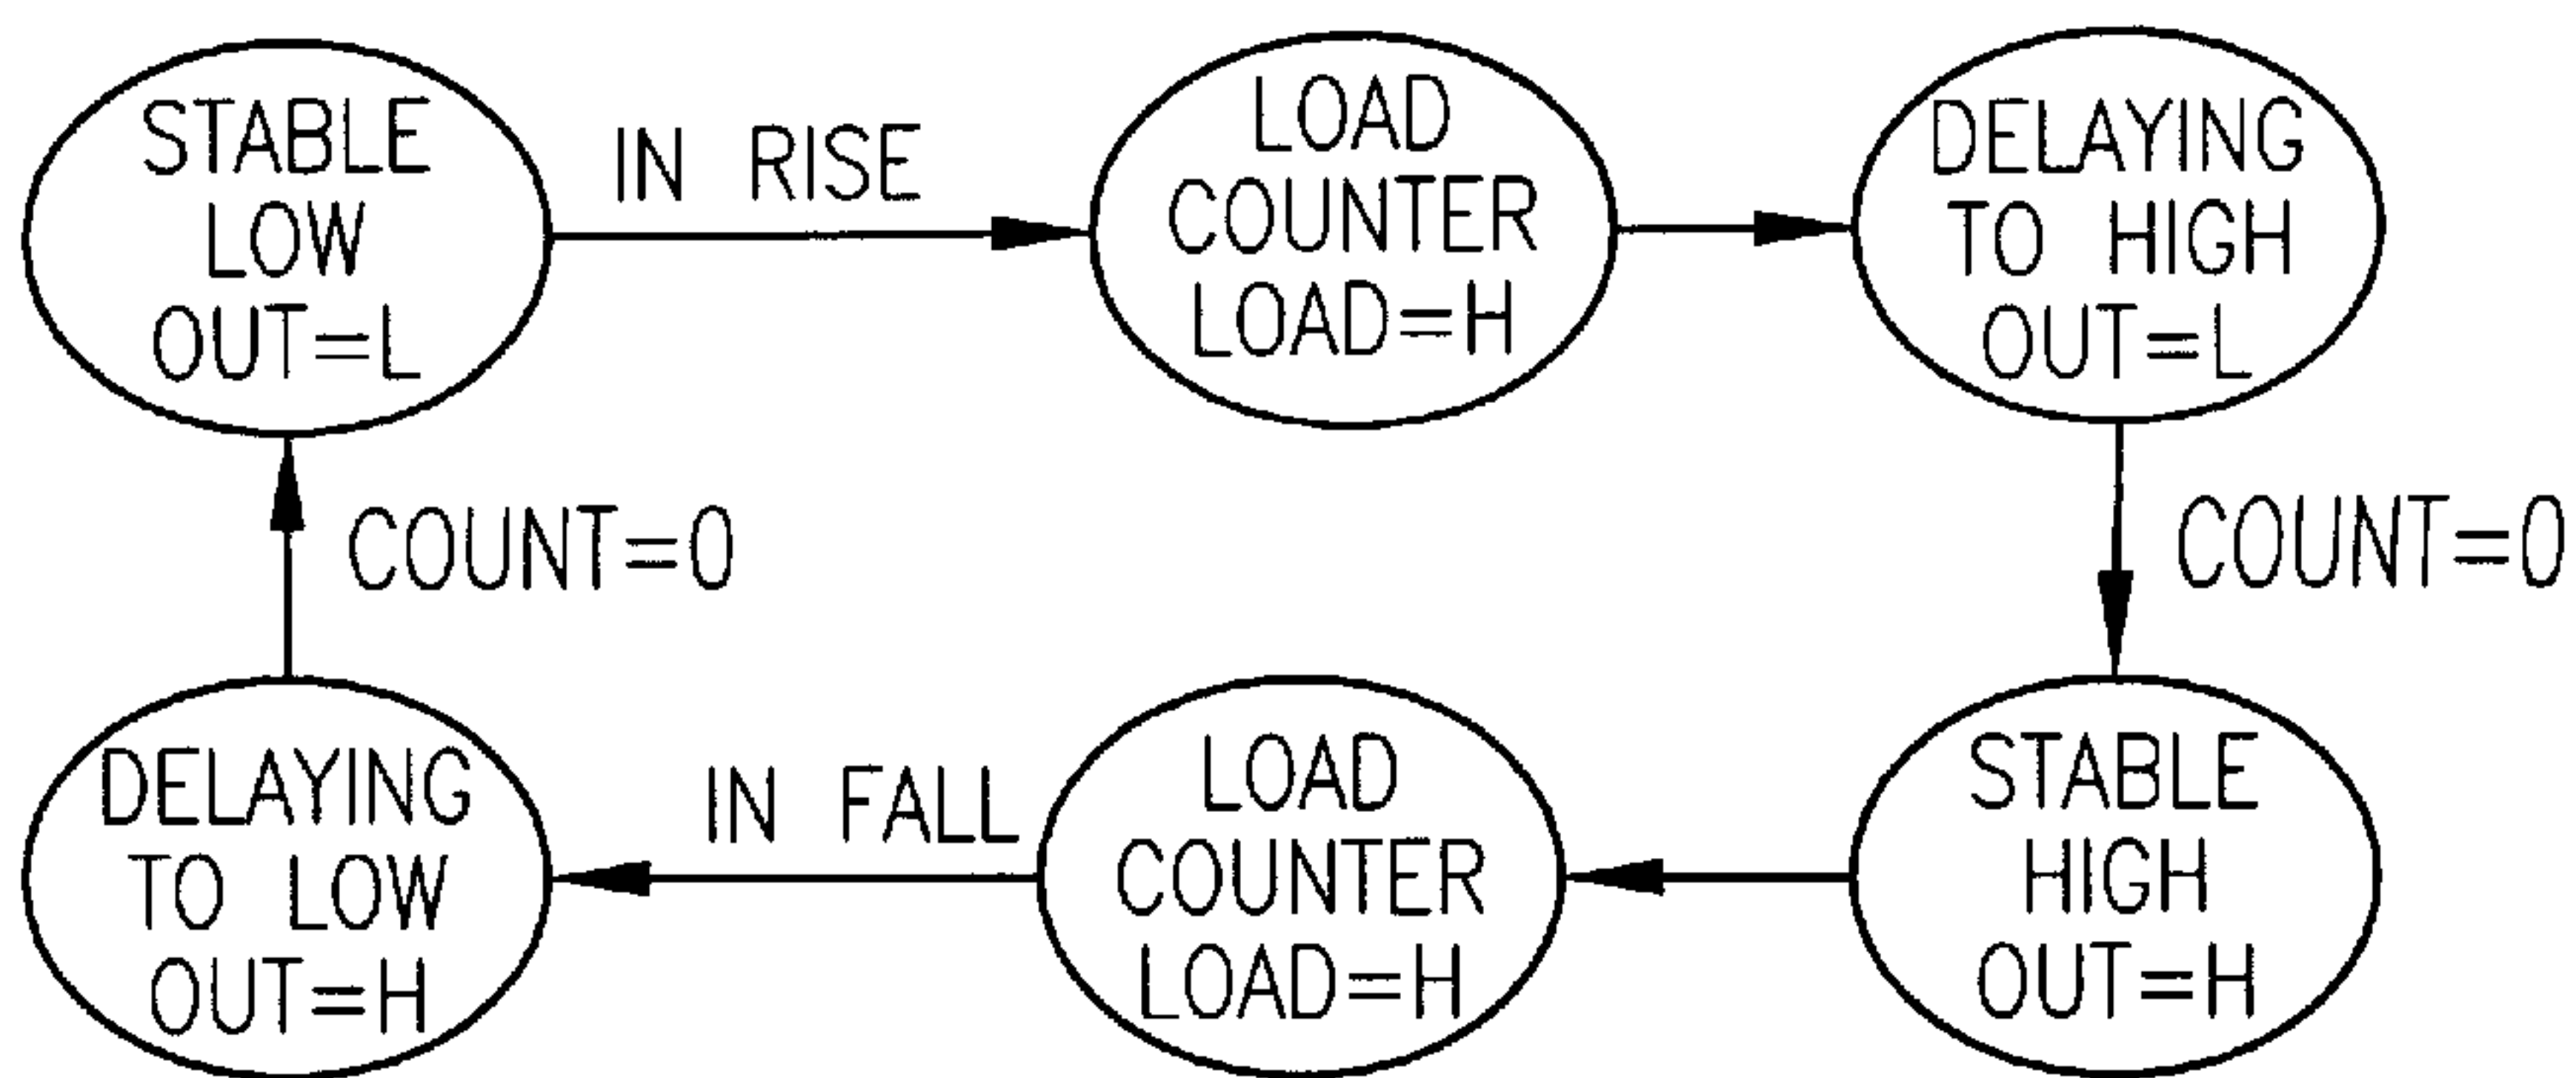 STABLE
LOW
OUT=L
IN RISE
LOAD
COUNTER
LOAD=H
DELAYING
TO HIGH
OUT=L
COUNT=0
COUNT=0
DELAYING
TO LOW
OUT=H
IN FALL
LOAD
COUNTER
LOAD=H
STABLE
HIGH
OUT=H